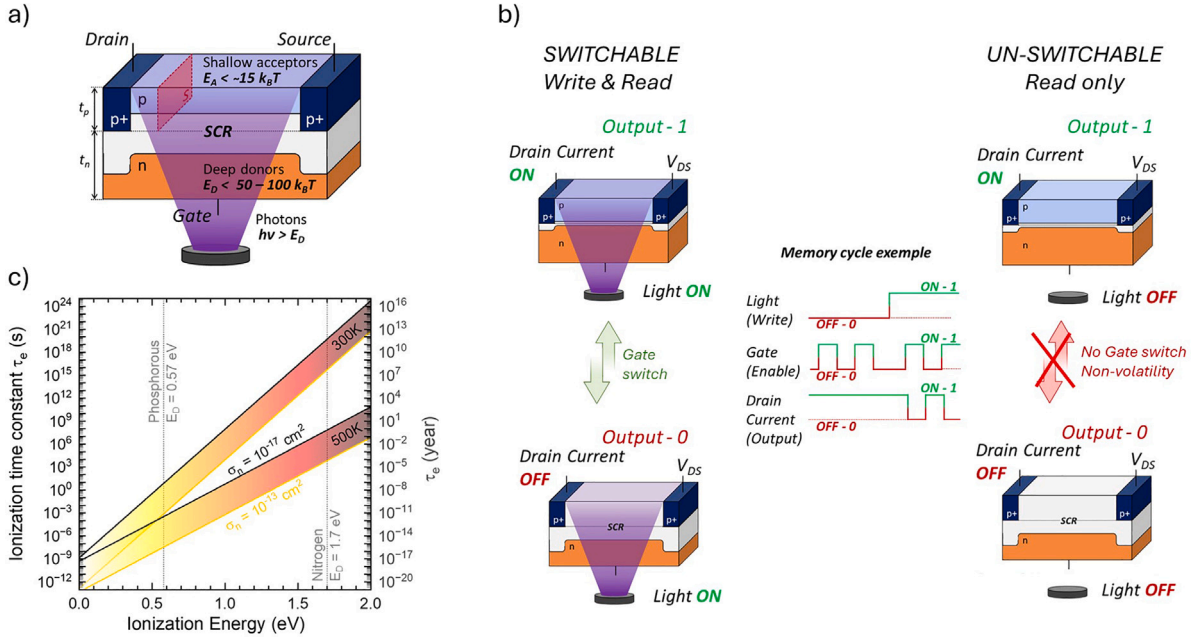 a)
Drain
Source
Shallow acceptors
E_A < ~15 k_BT
p
S
t_p
p+
p+
SCR
t_n
n
Deep donors
E_D < 50 – 100 k_BT
Gate
Photons
hv > E_D
b)
SWITCHABLE
Write & Read
Output - 1
Drain Current
ON
V_DS
p
p+
p+
n
Light ON
Gate
switch
Output - 0
Drain Current
OFF
V_DS
p+
p+
SCR
n
Light ON
Memory cycle exemple
Light
(Write)
ON - 1
OFF - 0
Gate
(Enable)
ON - 1
OFF - 0
Drain
Current
(Output)
ON - 1
OFF - 0
UN-SWITCHABLE
Read only
Output - 1
Drain Current
ON
V_DS
p
p+
p+
n
Light OFF
No Gate switch
Non-volatility
Output - 0
Drain Current
OFF
V_DS
p+
p+
SCR
n
Light OFF
c)
Ionization time constant τ_e (s)
10^24
10^21
10^18
10^15
10^12
10^9
10^6
10^3
10^0
10^-3
10^-6
10^-9
10^-12
Phosphorous
E_D = 0.57 eV
300K
500K
σ_n = 10^-17 cm^2
σ_n = 10^-13 cm^2
Nitrogen
E_D = 1.7 eV
10^16
10^13
10^10
10^7
10^4
10^1
10^-2
10^-5
10^-8
10^-11
10^-14
10^-17
10^-20
τ_e (year)
0.0
0.5
1.0
1.5
2.0
Ionization Energy (eV)